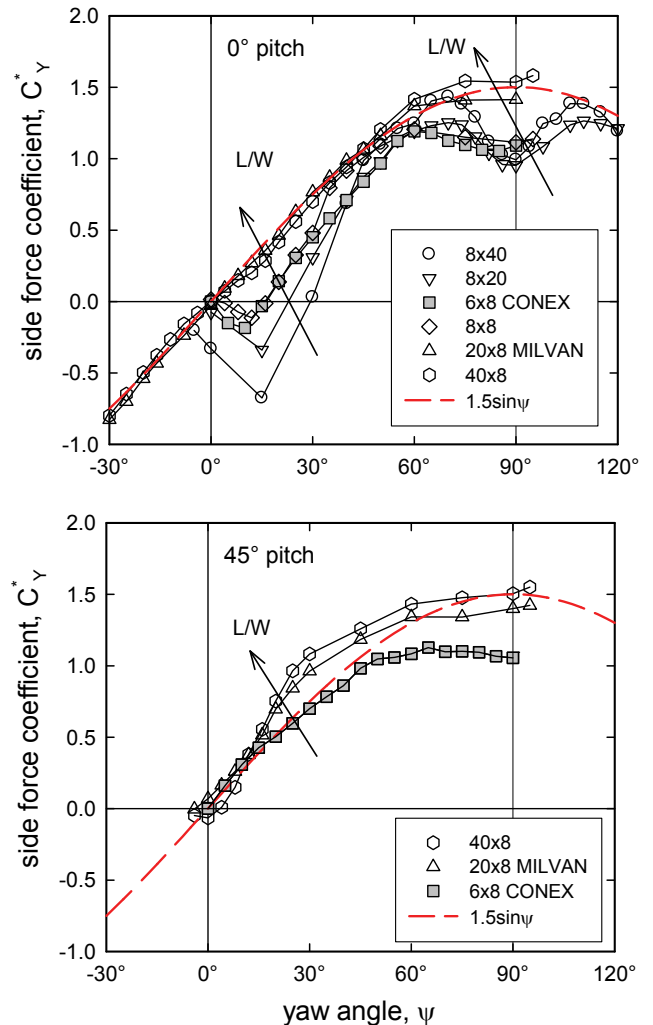 2.0
1.5
1.0
0.5
0.0
-0.5
-1.0
side force coefficient, C*Y
0° pitch
L/W
L/W
8x40
8x20
6x8 CONEX
8x8
20x8 MILVAN
40x8
1.5sinψ
-30° 0° 30° 60° 90° 120°
2.0
1.5
1.0
0.5
0.0
-0.5
-1.0
side force coefficient, C*Y
45° pitch
L/W
40x8
20x8 MILVAN
6x8 CONEX
1.5sinψ
-30° 0° 30° 60° 90° 120°
yaw angle, ψ